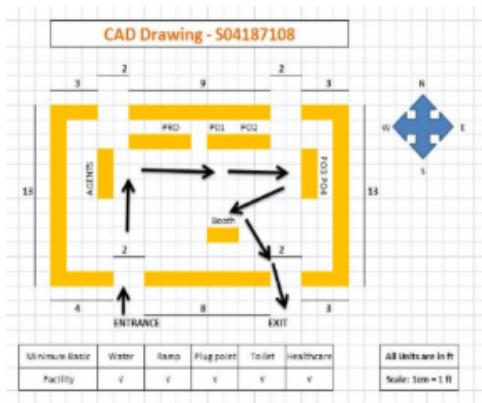 CAD Drawing - S04187108
2 2
3 9 3
N
PRO PO1 PO2
W E
AGENTS PO3 PO4
S
13 13
Booth
2 2
4 8 3
ENTRANCE EXIT
Minimum Basic Water Ramp Plug point Toilet Healthcare
Facility √ √ √ √ √
All Units are in ft
Scale: 1cm = 1 ft